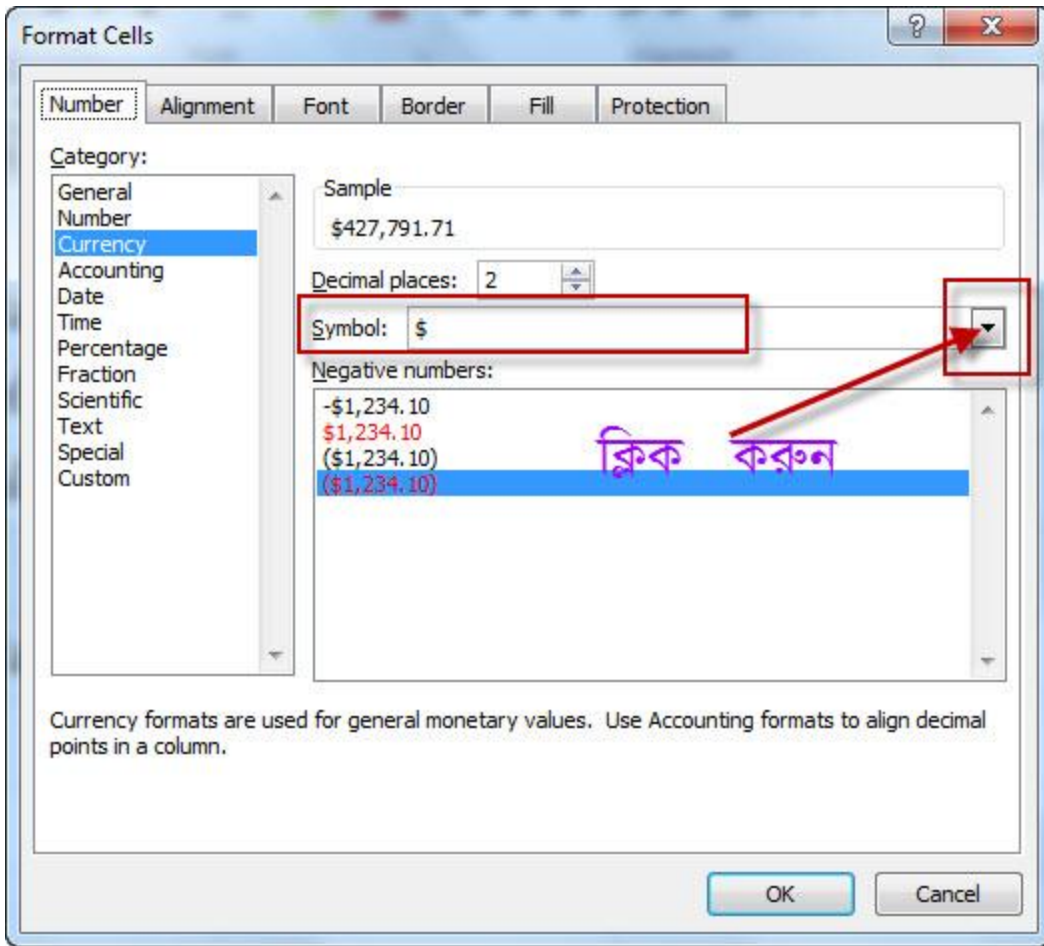 Format Cells
Number Alignment Font Border Fill Protection
Category:
General
Number
Currency
Accounting
Date
Time
Percentage
Fraction
Scientific
Text
Special
Custom
Sample
$427,791.71
Decimal places: 2
Symbol: $
Negative numbers:
-$1,234.10
$1,234.10
($1,234.10)
($1,234.10)
ক্লিক করুন
Currency formats are used for general monetary values. Use Accounting formats to align decimal
points in a column.
OK Cancel